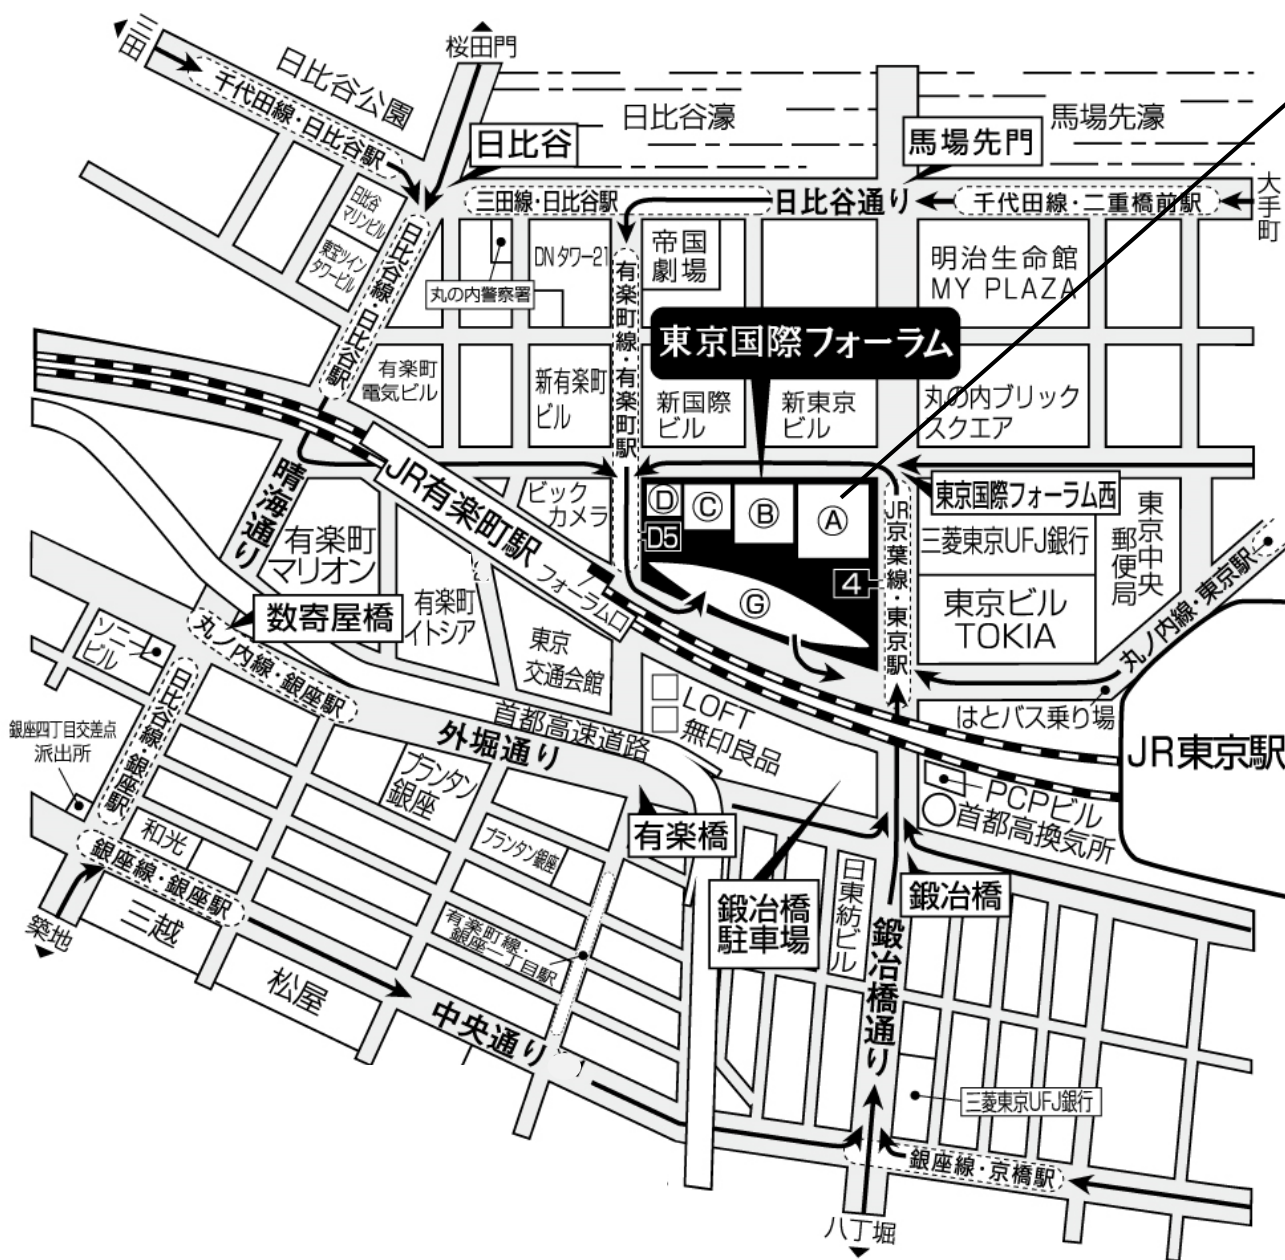 三田
桜田門
日比谷公園
千代田線・日比谷駅
日比谷濠
馬場先濠
日比谷
馬場先門
大手町
三田線・日比谷駅
日比谷通り
千代田線・二重橋前駅
日比谷
マリンビル
東宝ツイン
タワービル
日比谷線・日比谷駅
丸の内警察署
DNタワー21
有楽町線・有楽町駅
帝国
劇場
明治生命館
MY PLAZA
東京国際フォーラム
有楽町
電気ビル
新有楽町
ビル
新国際
ビル
新東京
ビル
丸の内ブリック
スクエア
晴海通り
JR有楽町駅
フォーラム口
ビック
カメラ
D
C
B
A
D5
G
4
JR京葉線・東京駅
東京国際フォーラム西
三菱東京UFJ銀行
東京中央
郵便局
東京ビル
TOKIA
丸ノ内線・東京駅
はとバス乗り場
JR東京駅
有楽町
マリオン
有楽町
イトシア
東京
交通会館
数寄屋橋
ソニー
ビル
丸ノ内線・銀座駅
日比谷線・銀座駅
銀座四丁目交差点
派出所
首都高速道路
外堀通り
LOFT
無印良品
PCPビル
首都高換気所
プランタン
銀座
プランタン銀座
有楽橋
鍛冶橋
駐車場
日東紡ビル
鍛冶橋
鍛冶橋通り
和光
銀座線・銀座駅
三越
築地
松屋
有楽町線・
銀座一丁目駅
中央通り
三菱東京UFJ銀行
銀座線・京橋駅
八丁堀